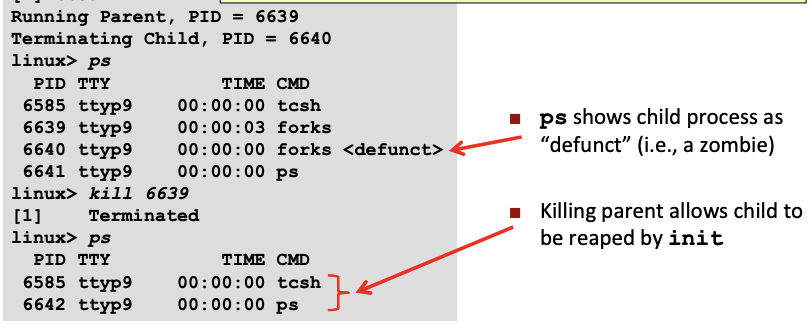 Running Parent, PID = 6639
Terminating Child, PID = 6640
linux> ps
PID TTY TIME CMD
6585 ttyp9 00:00:00 tcsh
6639 ttyp9 00:00:03 forks
6640 ttyp9 00:00:00 forks <defunct>
6641 ttyp9 00:00:00 ps
linux> kill 6639
[1] Terminated
linux> ps
PID TTY TIME CMD
6585 ttyp9 00:00:00 tcsh
6642 ttyp9 00:00:00 ps
ps shows child process as
“defunct” (i.e., a zombie)
Killing parent allows child to
be reaped by init